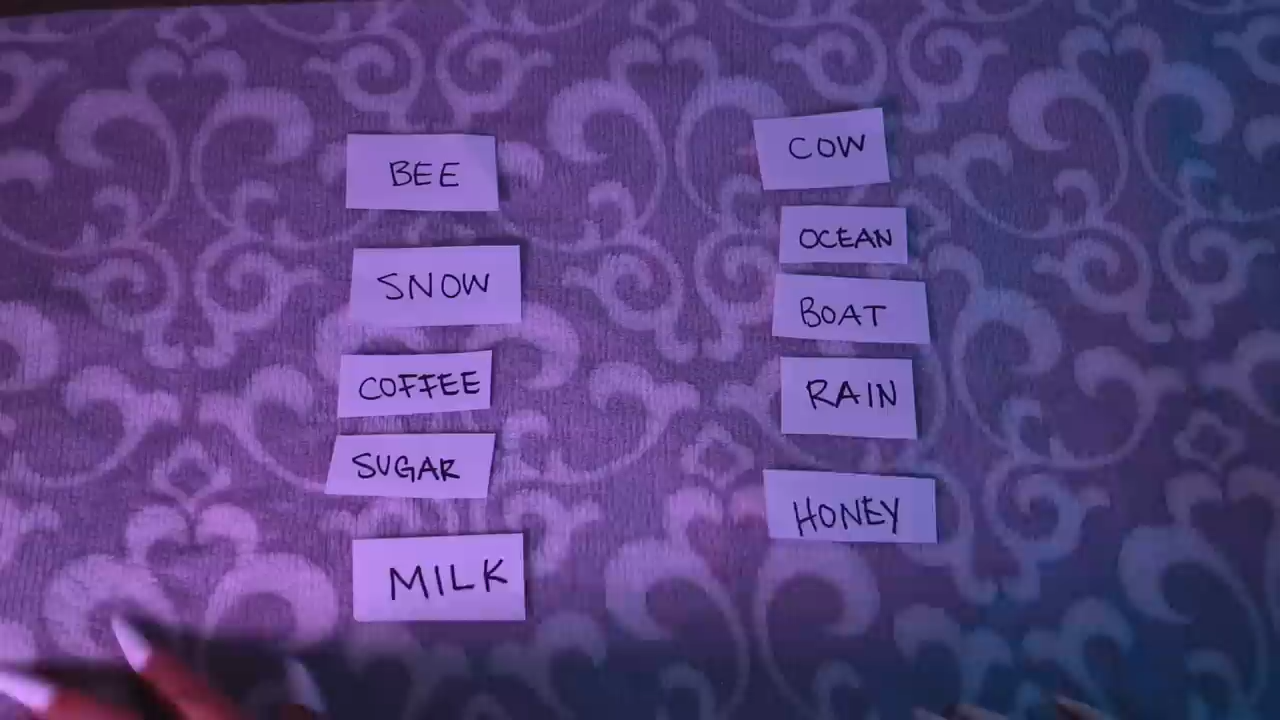 BEE
SNOW
COFFEE
SUGAR
MILK
COW
OCEAN
BOAT
RAIN
HONEY